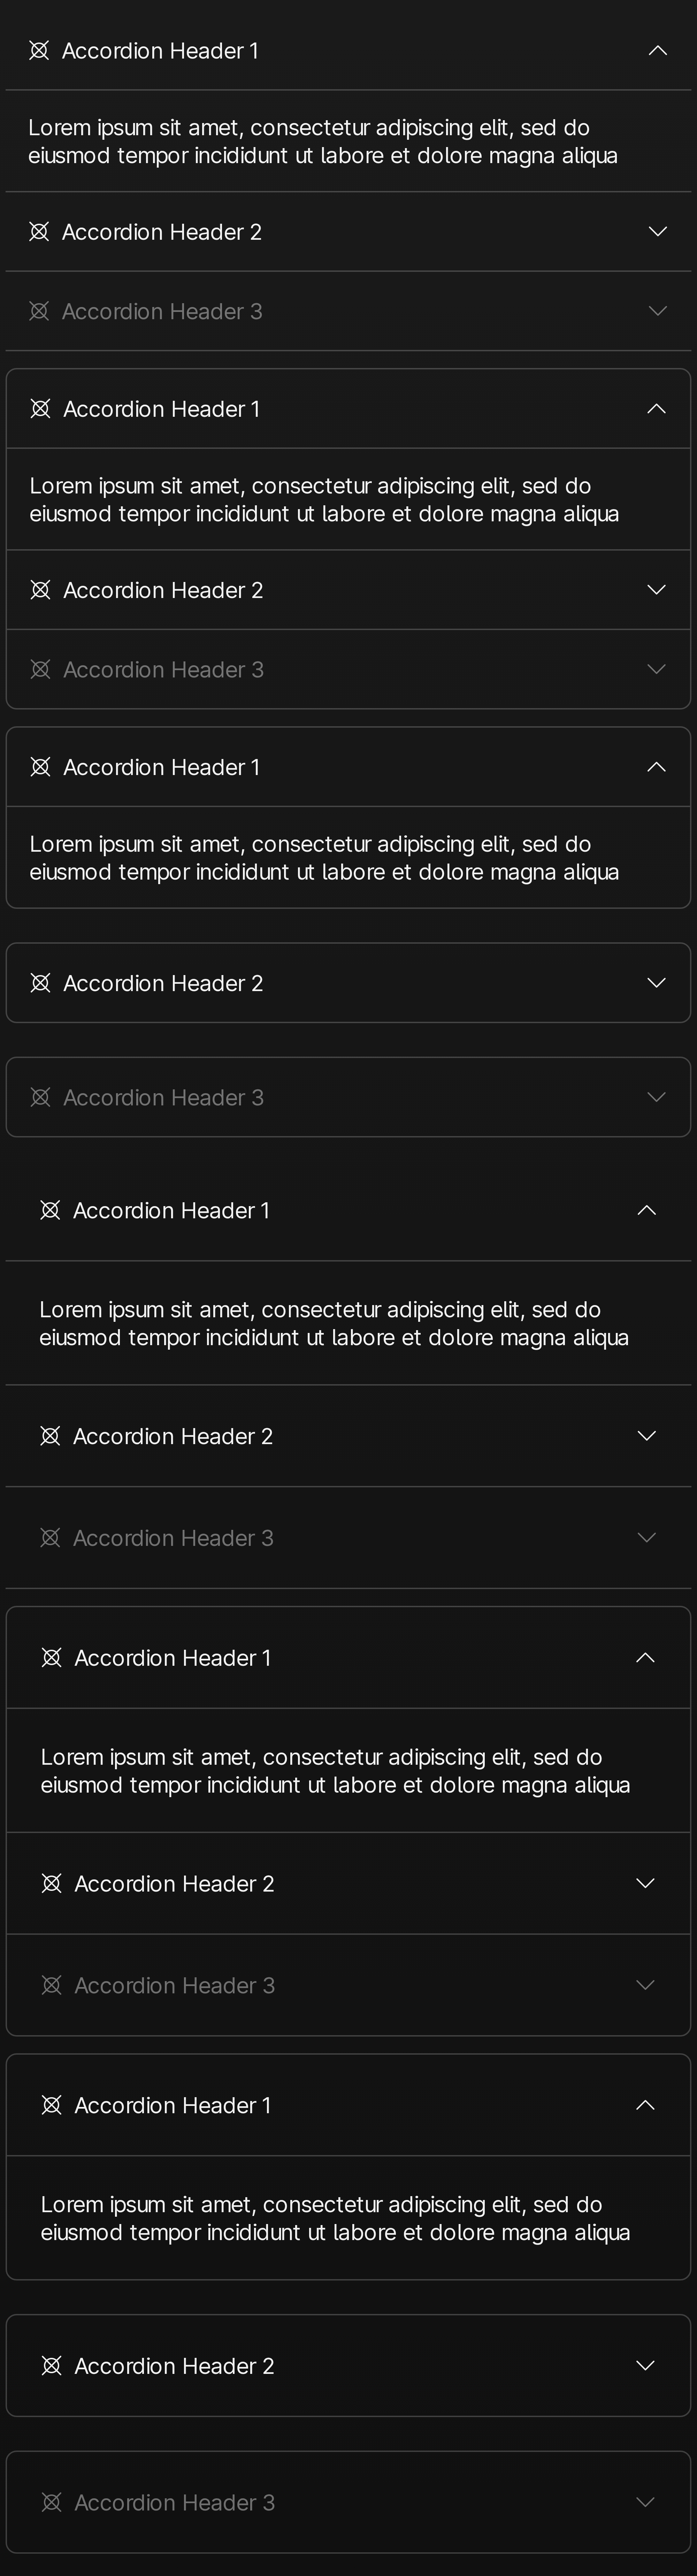 Accordion Header 1
Lorem ipsum sit amet, consectetur adipiscing elit, sed do
eiusmod tempor incididunt ut labore et dolore magna aliqua
Accordion Header 2
Accordion Header 3
Accordion Header 1
Lorem ipsum sit amet, consectetur adipiscing elit, sed do
eiusmod tempor incididunt ut labore et dolore magna aliqua
Accordion Header 2
Accordion Header 3
Accordion Header 1
Lorem ipsum sit amet, consectetur adipiscing elit, sed do
eiusmod tempor incididunt ut labore et dolore magna aliqua
Accordion Header 2
Accordion Header 3
Accordion Header 1
Lorem ipsum sit amet, consectetur adipiscing elit, sed do
eiusmod tempor incididunt ut labore et dolore magna aliqua
Accordion Header 2
Accordion Header 3
Accordion Header 1
Lorem ipsum sit amet, consectetur adipiscing elit, sed do
eiusmod tempor incididunt ut labore et dolore magna aliqua
Accordion Header 2
Accordion Header 3
Accordion Header 1
Lorem ipsum sit amet, consectetur adipiscing elit, sed do
eiusmod tempor incididunt ut labore et dolore magna aliqua
Accordion Header 2
Accordion Header 3